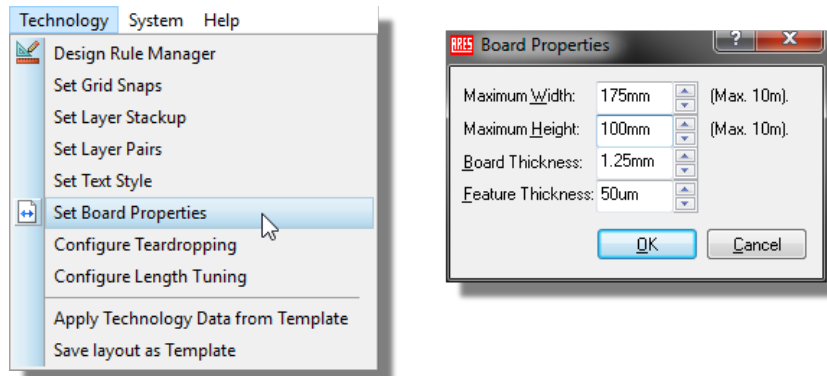 Technology System Help
Design Rule Manager
Set Grid Snaps
Set Layer Stackup
Set Layer Pairs
Set Text Style
Set Board Properties
Configure Teardropping
Configure Length Tuning
Apply Technology Data from Template
Save layout as Template
ARES Board Properties ? X
Maximum Width: 175mm (Max. 10m).
Maximum Height: 100mm (Max. 10m).
Board Thickness: 1.25mm
Feature Thickness: 50um
OK Cancel